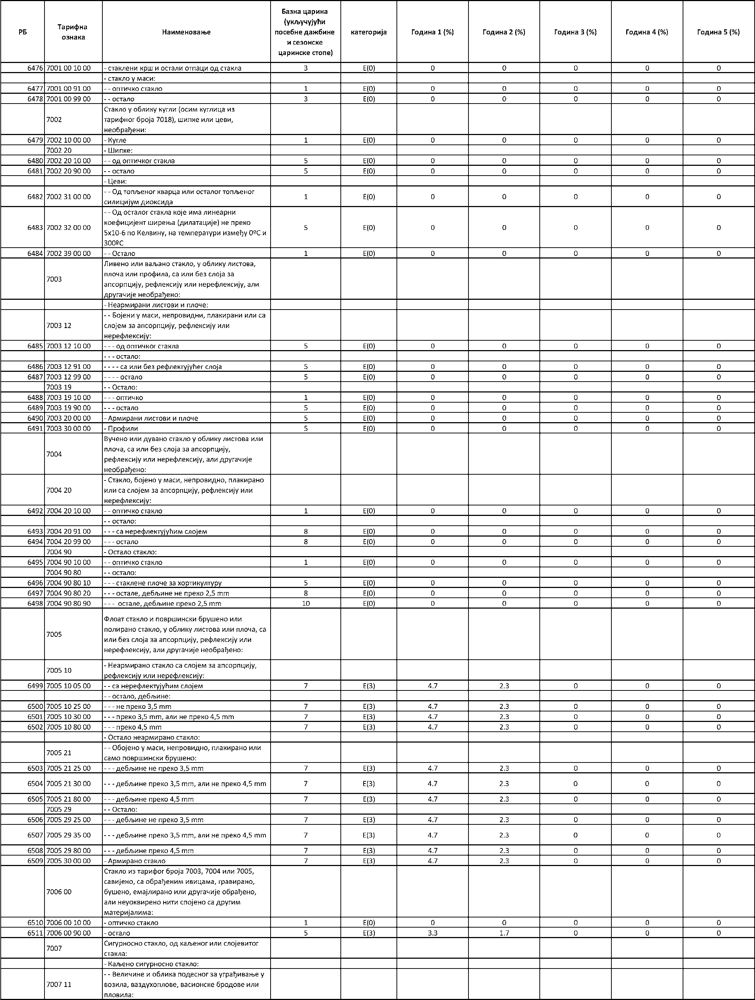 РБ Тарифна ознака Наименовање Базна царина (укључујући посебне дажбине и сезонске царинске стопе) категорија Година 1 (%) Година 2 (%) Година 3 (%) Година 4 (%) Година 5 (%)
6476 7001 00 10 00 - стаклени крш и остали отпаци од стакла 3 E(0) 0 0 0 0 0
- стакло у маси:
6477 7001 00 91 00 - - оптичко стакло 1 E(0) 0 0 0 0 0
6478 7001 00 99 00 - - остало 3 E(0) 0 0 0 0 0
7002 Стакло у облику кугли (осим куглица из
тарифног броја 7018), шипке или цеви,
необрађени:
6479 7002 10 00 00 - Кугле 1 E(0) 0 0 0 0 0
7002 20 - Шипке:
6480 7002 20 10 00 - - од оптичког стакла 5 E(0) 0 0 0 0 0
6481 7002 20 90 00 - - остало 5 E(0) 0 0 0 0 0
- Цеви:
6482 7002 31 00 00 - - Од топљеног кварца или осталог топљеног
силицијум диоксида 1 E(0) 0 0 0 0 0
6483 7002 32 00 00 - - Од осталог стакла које има линеарни
коефицијент ширења (дилатације) не преко
5x10-6 по Келвину, на температури између 0ºC и
300ºC 5 E(0) 0 0 0 0 0
6484 7002 39 00 00 - - Остало 1 E(0) 0 0 0 0 0
7003 Ливено или ваљано стакло, у облику листова,
плоча или профила, са или без слоја за
апсорпцију, рефлексију или нерефлексију, али
другачије необрађено:
- Неармирани листови и плоче:
7003 12 - - Бојени у маси, непровидни, плакирани или са
слојем за апсорпцију, рефлексију или
нерефлексију:
6485 7003 12 10 00 - - - од оптичког стакла 5 E(0) 0 0 0 0 0
- - - остало:
6486 7003 12 91 00 - - - - са или без рефлектујућег слоја 5 E(0) 0 0 0 0 0
6487 7003 12 99 00 - - - - остало 5 E(0) 0 0 0 0 0
7003 19 - - Остало:
6488 7003 19 10 00 - - - оптичко 1 E(0) 0 0 0 0 0
6489 7003 19 90 00 - - - остало 5 E(0) 0 0 0 0 0
6490 7003 20 00 00 - Армирани листови и плоче 5 E(0) 0 0 0 0 0
6491 7003 30 00 00 - Профили 5 E(0) 0 0 0 0 0
7004 Вучено или дувано стакло у облику листова или
плоча, са или без слоја за апсорпцију,
рефлексију или нерефлексију, али другачије
необрађено:
7004 20 - Стакло, бојено у маси, непровидно, плакирано
или са слојем за апсорпцију, рефлексију или
нерефлексију:
6492 7004 20 10 00 - - оптичко стакло 1 E(0) 0 0 0 0 0
- - остало:
6493 7004 20 91 00 - - - са нерефлектујућим слојем 8 E(0) 0 0 0 0 0
6494 7004 20 99 00 - - - остало 8 E(0) 0 0 0 0 0
7004 90 - Остало стакло:
6495 7004 90 10 00 - - оптичко стакло 1 E(0) 0 0 0 0 0
7004 90 80 - - остало:
6496 7004 90 80 10 - - - стаклене плоче за хортикултуру 5 E(0) 0 0 0 0 0
6497 7004 90 80 20 - - - остале, дебљине не преко 2,5 mm 8 E(0) 0 0 0 0 0
6498 7004 90 80 90 - - - остале, дебљине преко 2,5 mm 10 E(0) 0 0 0 0 0
7005 Флоат стакло и површински брушено или
полирано стакло, у облику листова или плоча, са
или без слоја за апсорпцију, рефлексију или
нерефлексију, али другачије необрађено:
7005 10 - Неармирано стакло са слојем за апсорпцију,
рефлексију или нерефлексију:
6499 7005 10 05 00 - - са нерефлектујућим слојем 7 E(3) 4.7 2.3 0 0 0
- - остало, дебљине:
6500 7005 10 25 00 - - - не преко 3,5 mm 7 E(3) 4.7 2.3 0 0 0
6501 7005 10 30 00 - - - преко 3,5 mm, али не преко 4,5 mm 7 E(3) 4.7 2.3 0 0 0
6502 7005 10 80 00 - - - преко 4,5 mm 7 E(3) 4.7 2.3 0 0 0
- Остало неармирано стакло:
7005 21 - - Обојено у маси, непровидно, плакирано или
само површински брушено:
6503 7005 21 25 00 - - - дебљине не преко 3,5 mm 7 E(3) 4.7 2.3 0 0 0
6504 7005 21 30 00 - - - дебљине преко 3,5 mm, али не преко 4,5 mm 7 E(3) 4.7 2.3 0 0 0
6505 7005 21 80 00 - - - дебљине преко 4,5 mm 7 E(3) 4.7 2.3 0 0 0
7005 29 - - Остало:
6506 7005 29 25 00 - - - дебљине не преко 3,5 mm 7 E(3) 4.7 2.3 0 0 0
6507 7005 29 35 00 - - - дебљине преко 3,5 mm, али не преко 4,5 mm 7 E(3) 4.7 2.3 0 0 0
6508 7005 29 80 00 - - - дебљине преко 4,5 mm 7 E(3) 4.7 2.3 0 0 0
6509 7005 30 00 00 - Армирано стакло 7 E(3) 4.7 2.3 0 0 0
7006 00 Стакло из тарифог броја 7003, 7004 или 7005,
савијено, са обрађеним ивицама, гравирано,
бушено, емајлирано или другачије обрађено,
али неуоквирено нити спојено са другим
материјалима:
6510 7006 00 10 00 - оптичко стакло 1 E(0) 0 0 0 0 0
6511 7006 00 90 00 - остало 5 E(3) 3.3 1.7 0 0 0
7007 Сигурносно стакло, од каљеног или слојевитог
стакла:
- Каљено сигурносно стакло:
7007 11 - - Величине и облика подесног за уграђивање у
возила, ваздухоплове, васионске бродове или
пловила: